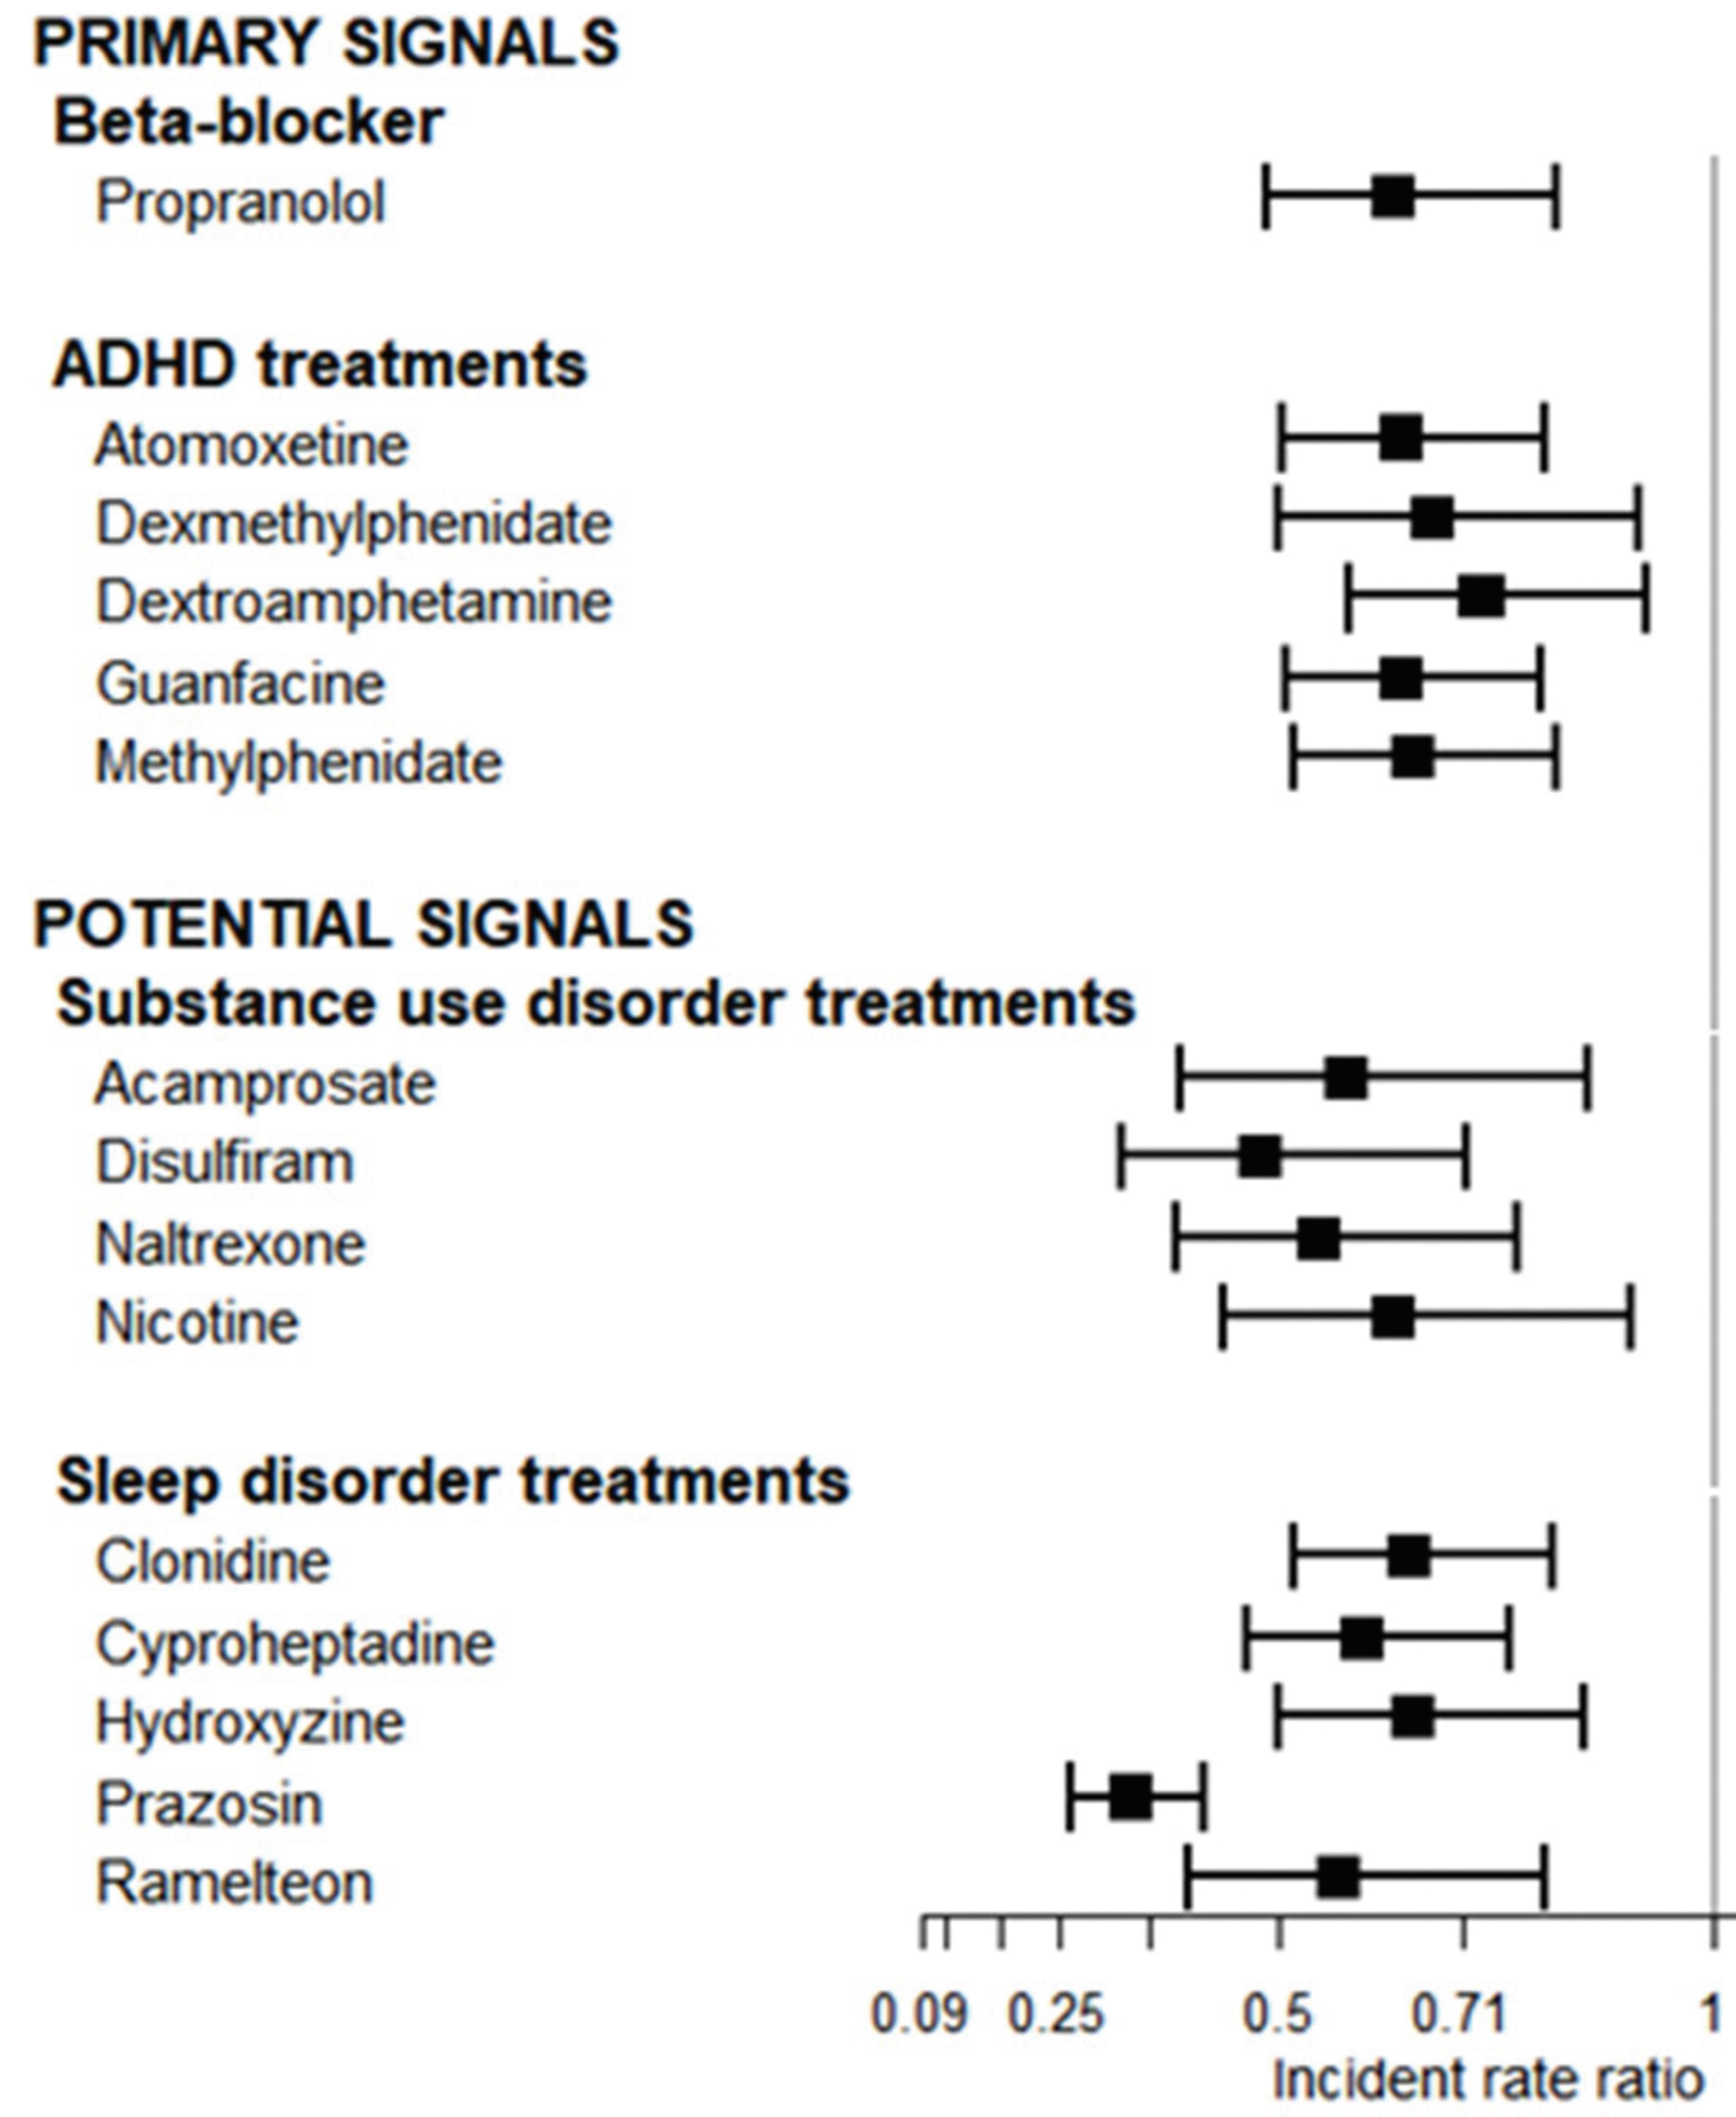 PRIMARY SIGNALS
Beta-blocker
Propranolol
ADHD treatments
Atomoxetine
Dexmethylphenidate
Dextroamphetamine
Guanfacine
Methylphenidate
POTENTIAL SIGNALS
Substance use disorder treatments
Acamprosate
Disulfiram
Naltrexone
Nicotine
Sleep disorder treatments
Clonidine
Cyproheptadine
Hydroxyzine
Prazosin
Ramelteon
0.09 0.25 0.5 0.71 1
Incident rate ratio